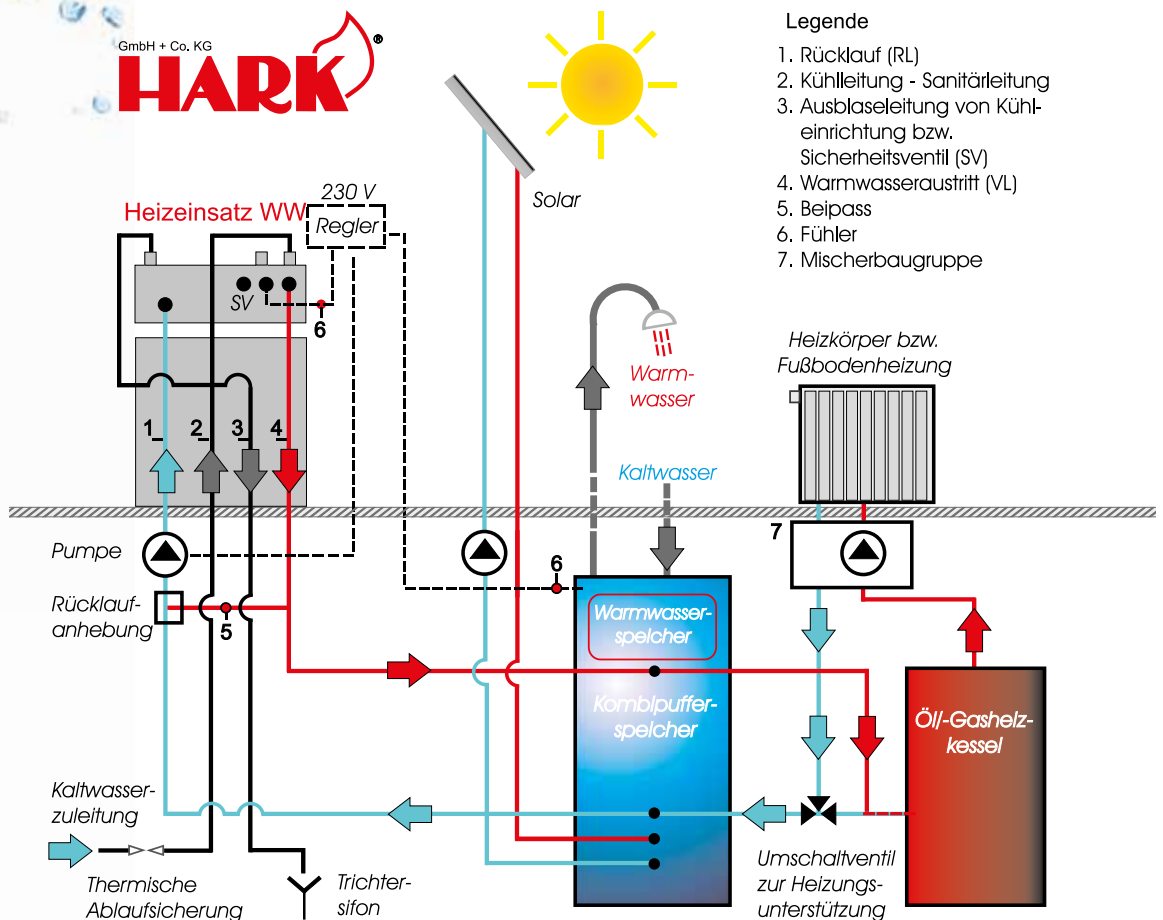 GmbH + Co. KG
HARK®
Legende
1. Rücklauf (RL)
2. Kühlleitung - Sanitärleitung
3. Ausblaseleitung von Kühl-
einrichtung bzw.
Sicherheitsventil (SV)
4. Warmwasseraustritt (VL)
5. Beipass
6. Fühler
7. Mischerbaugruppe
230 V
Regler
Heizeinsatz WW
Solar
SV
6
Heizkörper bzw.
Fußbodenheizung
Warm-
wasser
1
2
3
4
Kaltwasser
7
Pumpe
6
Rücklauf-
anhebung
5
Warmwasser-
speicher
Kombipuffer-
speicher
Öl/-Gasheiz-
kessel
Kaltwasser-
zuleitung
Thermische
Ablaufsicherung
Trichter-
sifon
Umschaltventil
zur Heizungs-
unterstützung